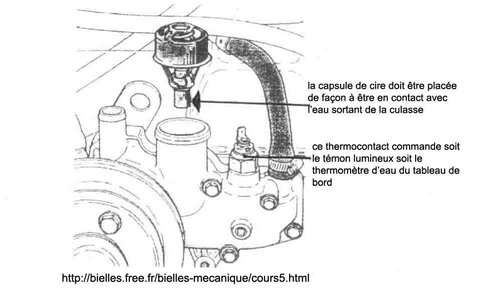 la capsule de cire doit être placée
de façon à être en contact avec
l'eau sortant de la culasse
ce thermocontact commande soit
le témon lumineux soit le
thermomètre d'eau du tableau de
bord
http://bielles.free.fr/bielles-mecanique/cours5.html